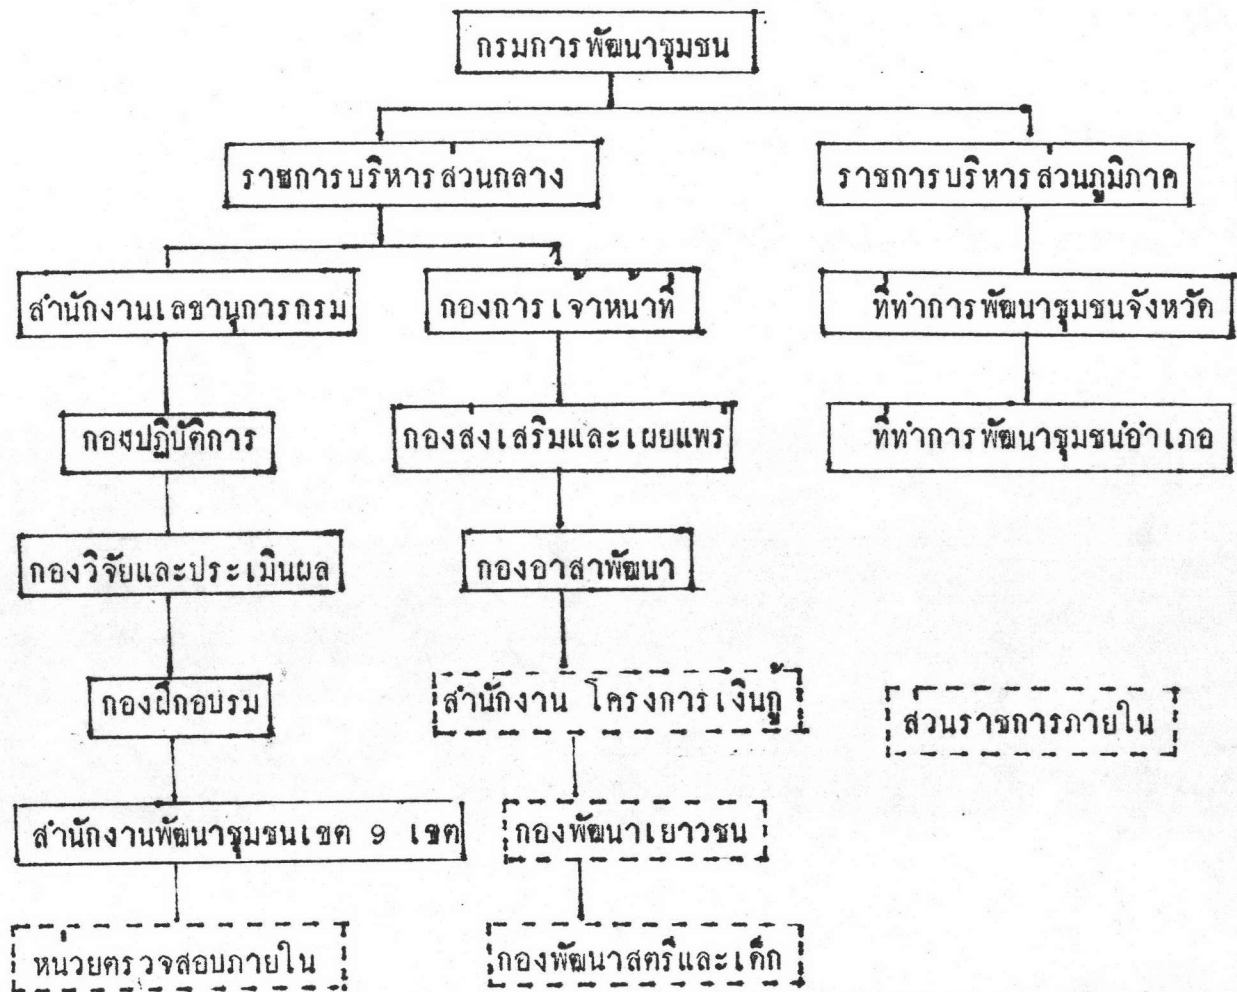 กรมการพัฒนาชุมชน
ราชการบริหารส่วนกลาง
ราชการบริหารส่วนภูมิภาค
สำนักงานเลขานุการกรม
กองการเจ้าหน้าที่
ที่ทำการพัฒนาชุมชนจังหวัด
กองปฏิบัติการ
กองส่งเสริมและเผยแพร่
ที่ทำการพัฒนาชุมชนอำเภอ
กองวิจัยและประเมินผล
กองอาสาพัฒนา
กองฝึกอบรม
สำนักงาน โครงการเงินกู้
ส่วนราชการภายใน
สำนักงานพัฒนาชุมชนเขต 9 เขต
กองพัฒนาเยาวชน
หน่วยตรวจสอบภายใน
กองพัฒนาสตรีและเด็ก